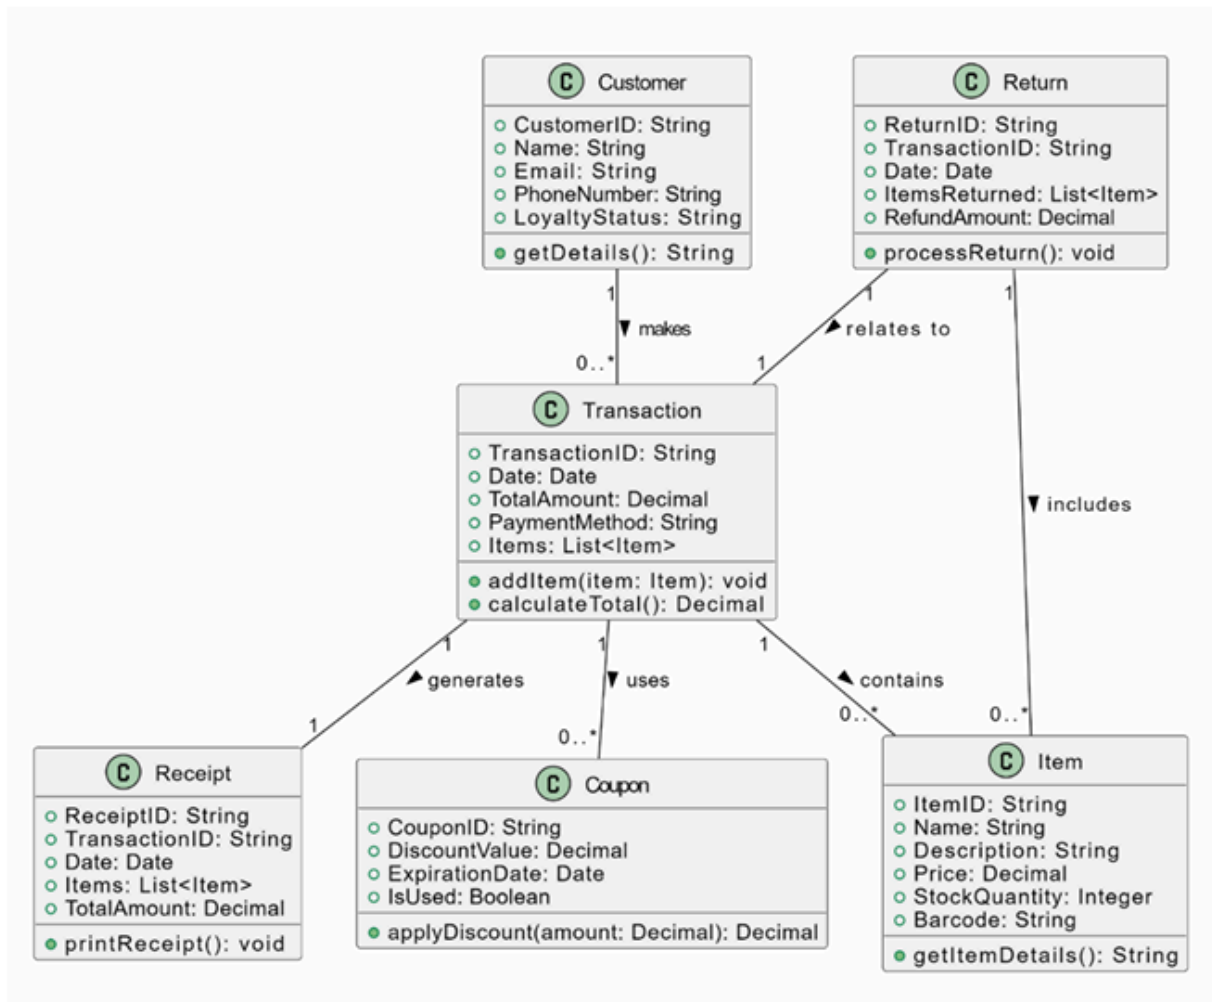 C Customer
CustomerID: String
Name: String
Email: String
PhoneNumber: String
LoyaltyStatus: String
getDetails(): String
C Return
ReturnID: String
TransactionID: String
Date: Date
ItemsReturned: List<Item>
RefundAmount: Decimal
processReturn(): void
1
makes
0..*
1
relates to
1
1
includes
0..*
C Transaction
TransactionID: String
Date: Date
TotalAmount: Decimal
PaymentMethod: String
Items: List<Item>
addItem(item: Item): void
calculateTotal(): Decimal
1
generates
1
1
uses
0..*
1
contains
0..*
C Receipt
ReceiptID: String
TransactionID: String
Date: Date
Items: List<Item>
TotalAmount: Decimal
printReceipt(): void
C Coupon
CouponID: String
DiscountValue: Decimal
ExpirationDate: Date
IsUsed: Boolean
applyDiscount(amount: Decimal): Decimal
C Item
ItemID: String
Name: String
Description: String
Price: Decimal
StockQuantity: Integer
Barcode: String
getItemDetails(): String